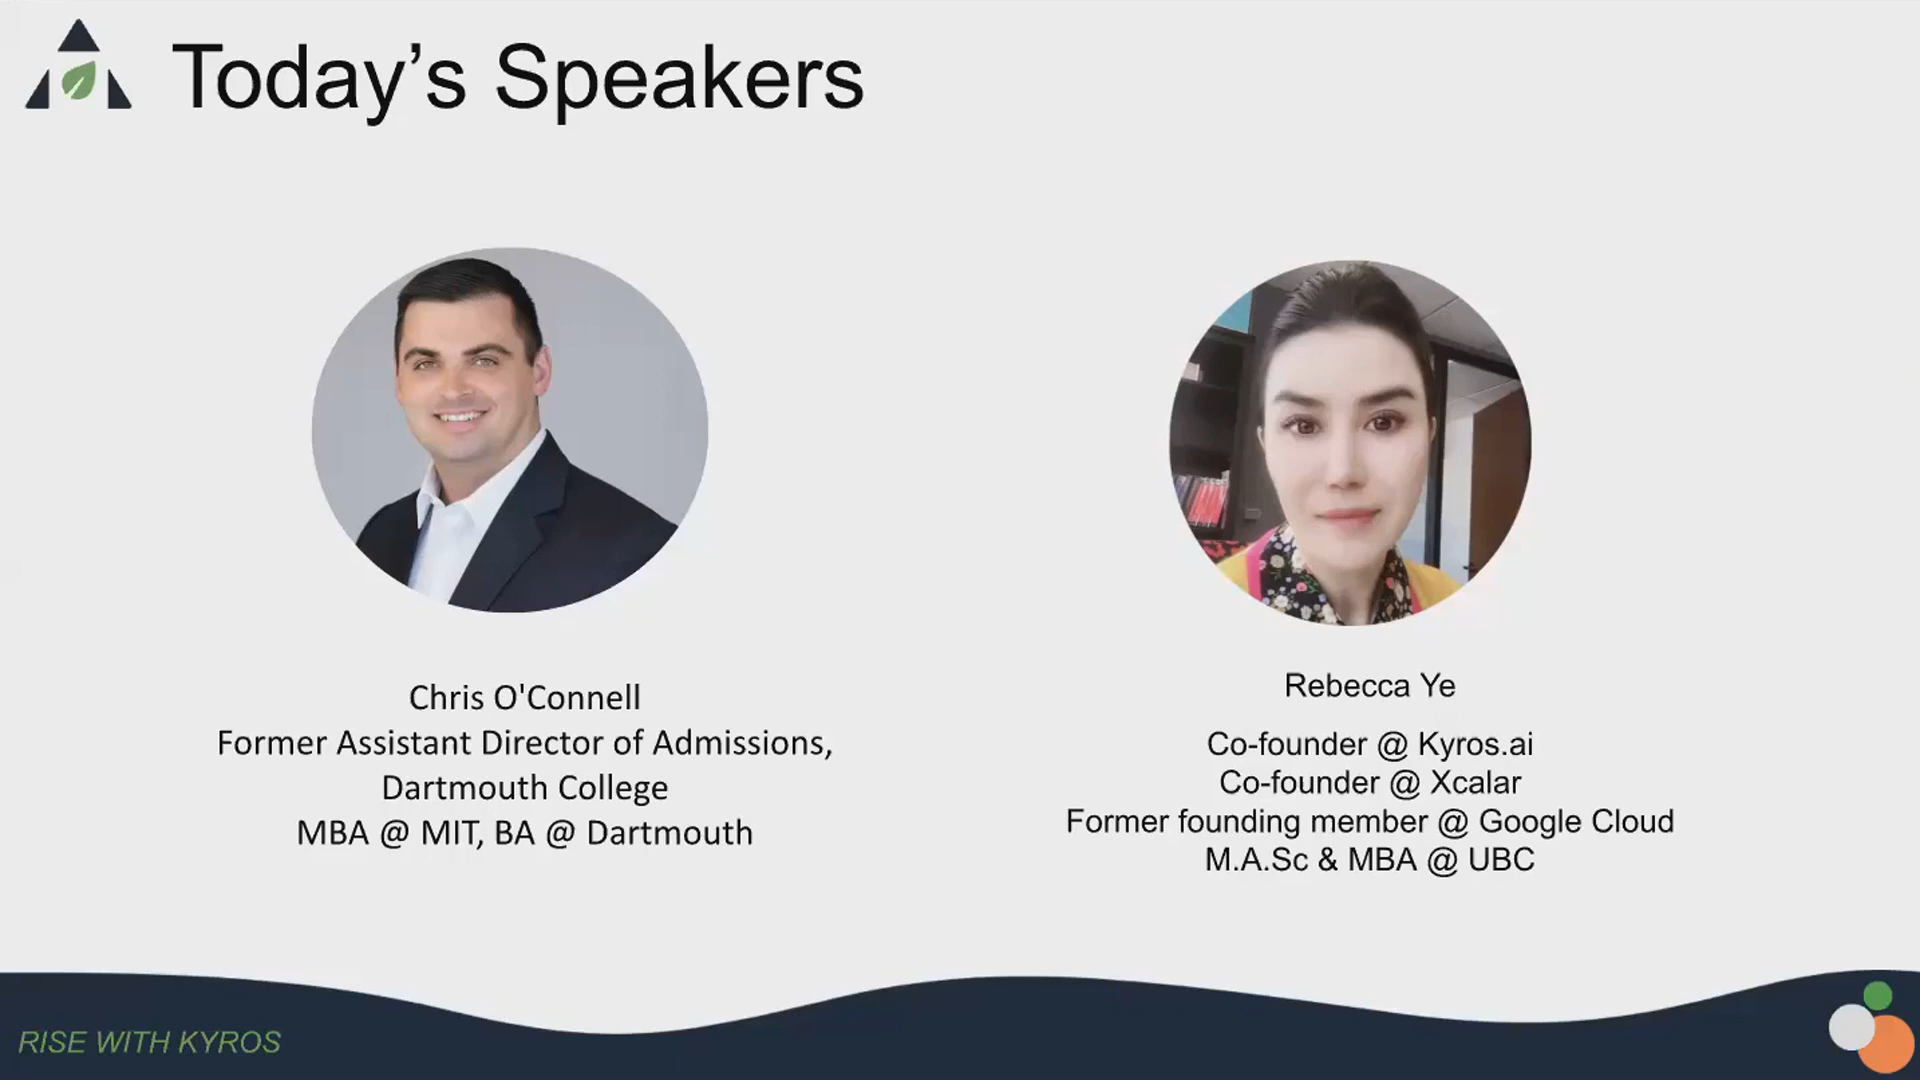 Today’s Speakers
Chris O'Connell
Former Assistant Director of Admissions,
Dartmouth College
MBA @ MIT, BA @ Dartmouth
Rebecca Ye
Co-founder @ Kyros.ai
Co-founder @ Xcalar
Former founding member @ Google Cloud
M.A.Sc & MBA @ UBC
RISE WITH KYROS